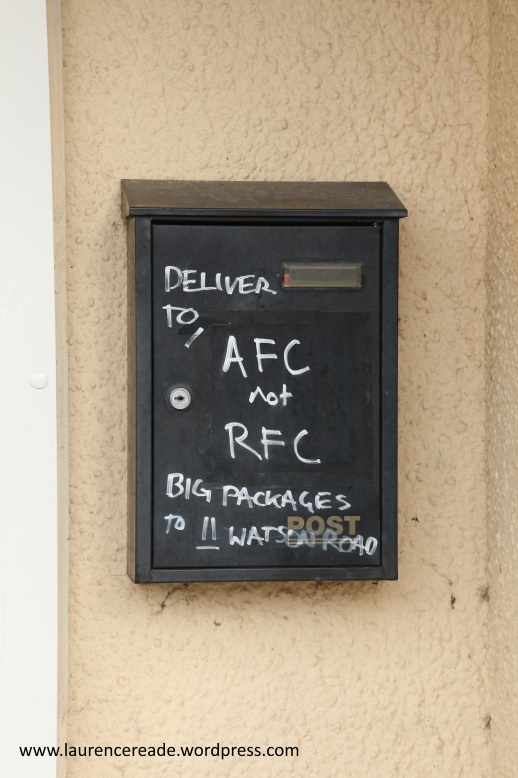 DELIVER
TO,
AFC
not
RFC
BIG PACKAGES
POST
TO 11 WATSON ROAD
www.laurencereade.wordpress.com